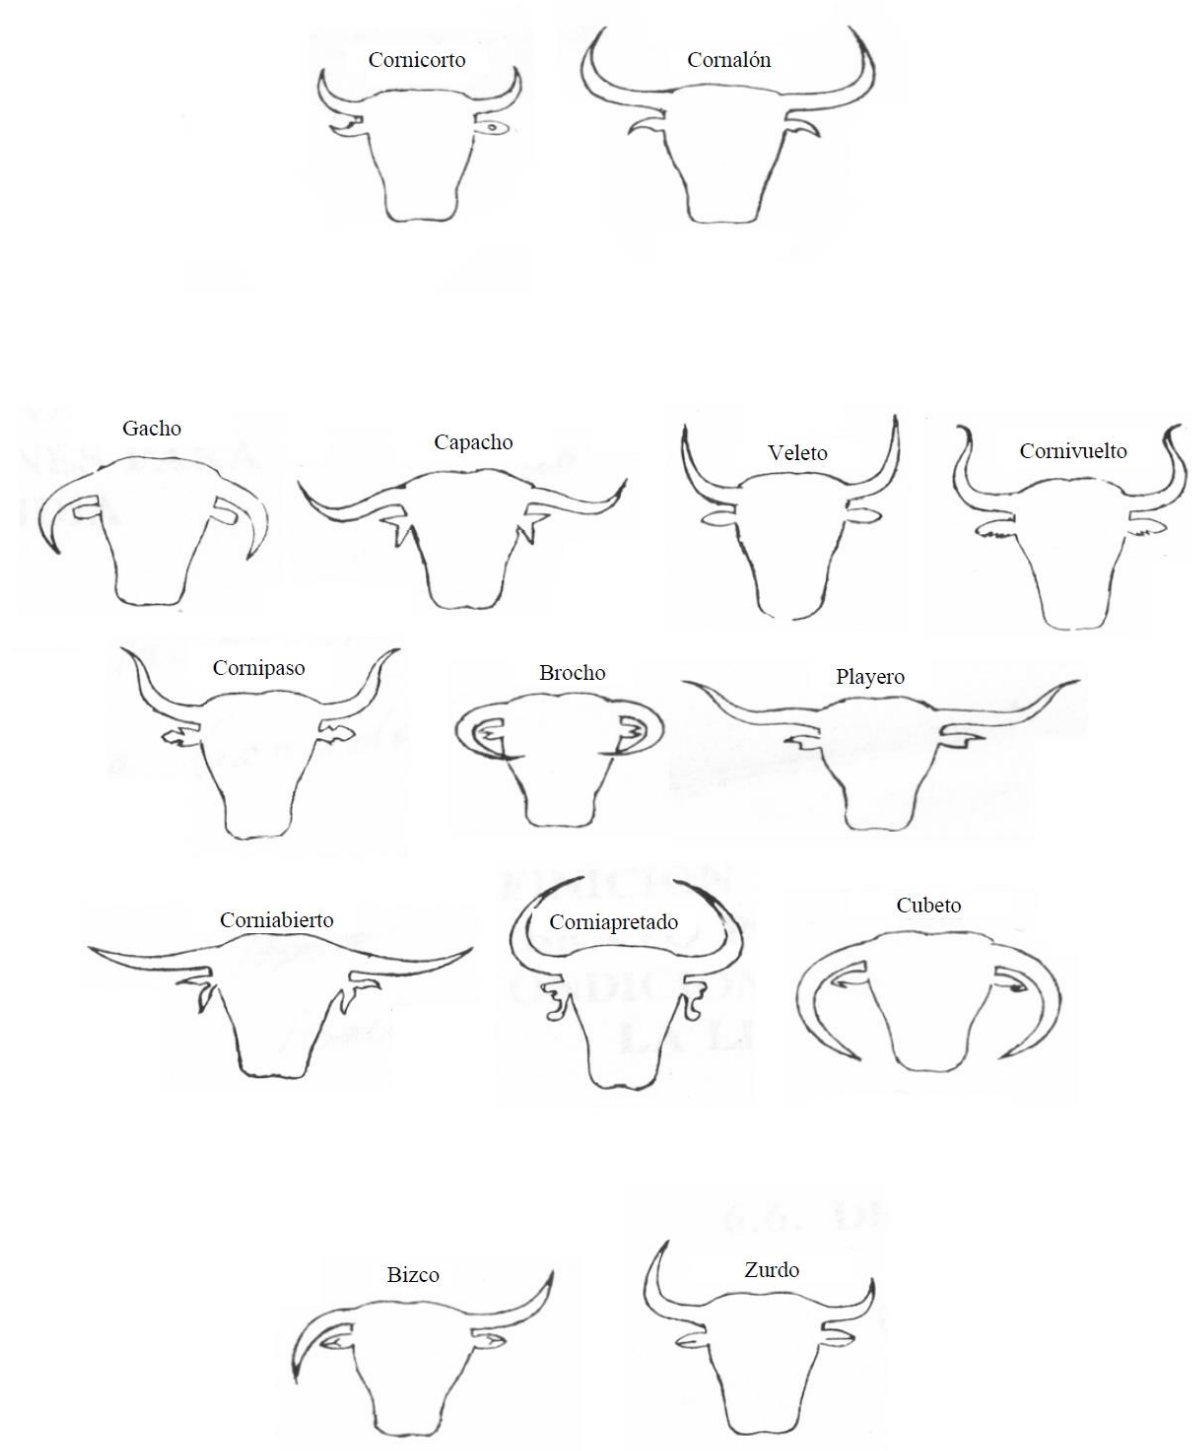 Cornicorto
Cornalón
Gacho
Capacho
Veleto
Cornivuelto
Cornipaso
Brocho
Playero
Corniabierto
Corniapretado
Cubeto
Bizco
Zurdo